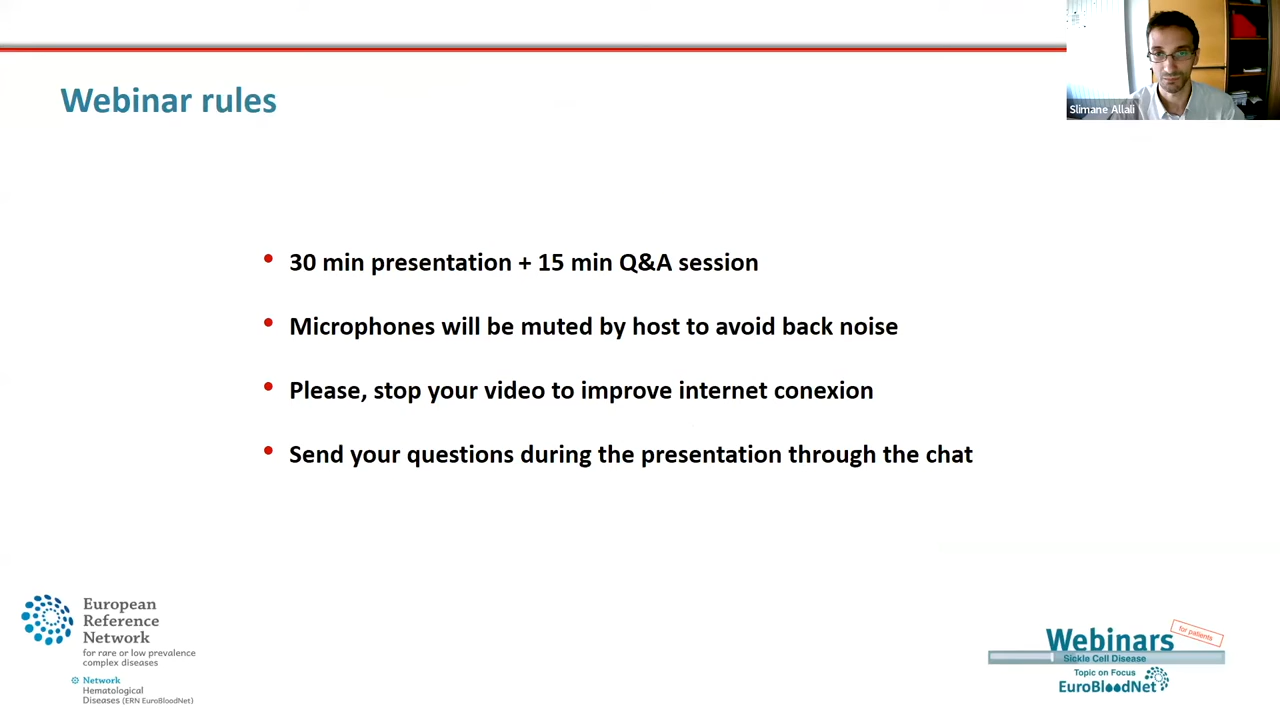 Webinar rules
Slimane Allali
• 30 min presentation + 15 min Q&A session
• Microphones will be muted by host to avoid back noise
• Please, stop your video to improve internet conexion
• Send your questions during the presentation through the chat
European
Reference
Network
for rare or low prevalence
complex diseases
Network
Hematological
Diseases (ERN EuroBloodNet)
Webinars
for patients
Sickle Cell Disease
Topic on Focus
EuroBloodNet